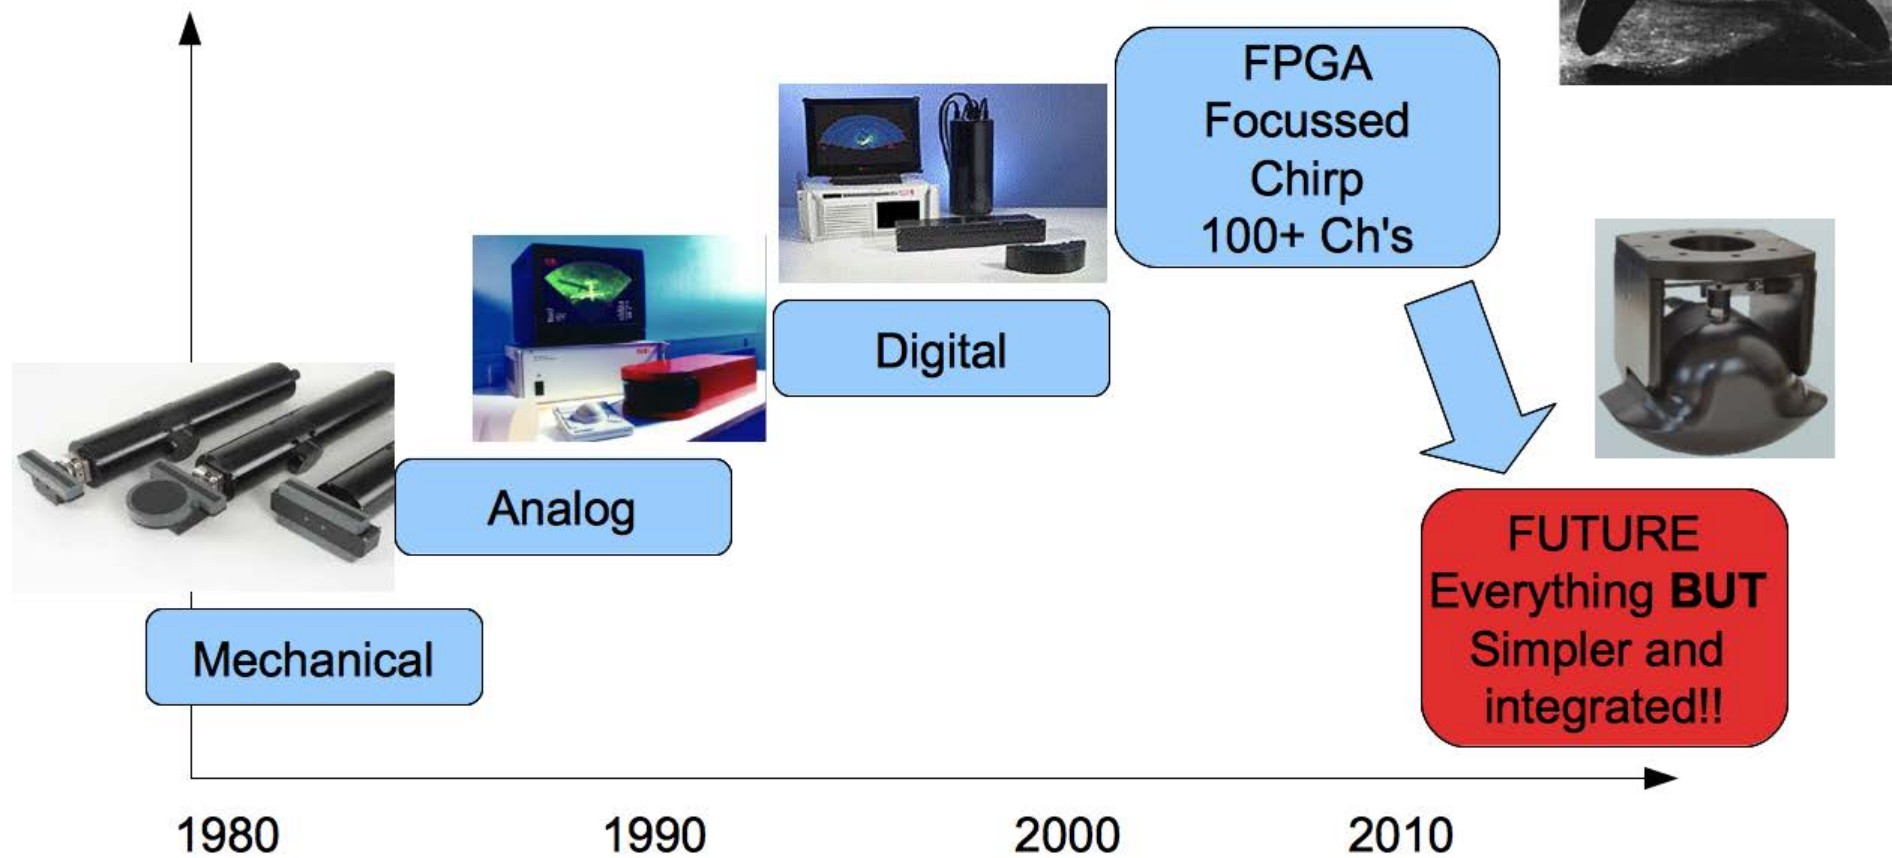 FPGA
Focussed
Chirp
100+ Ch's
Digital
Analog
Mechanical
FUTURE
Everything BUT
Simpler and
integrated!!
1980
1990
2000
2010